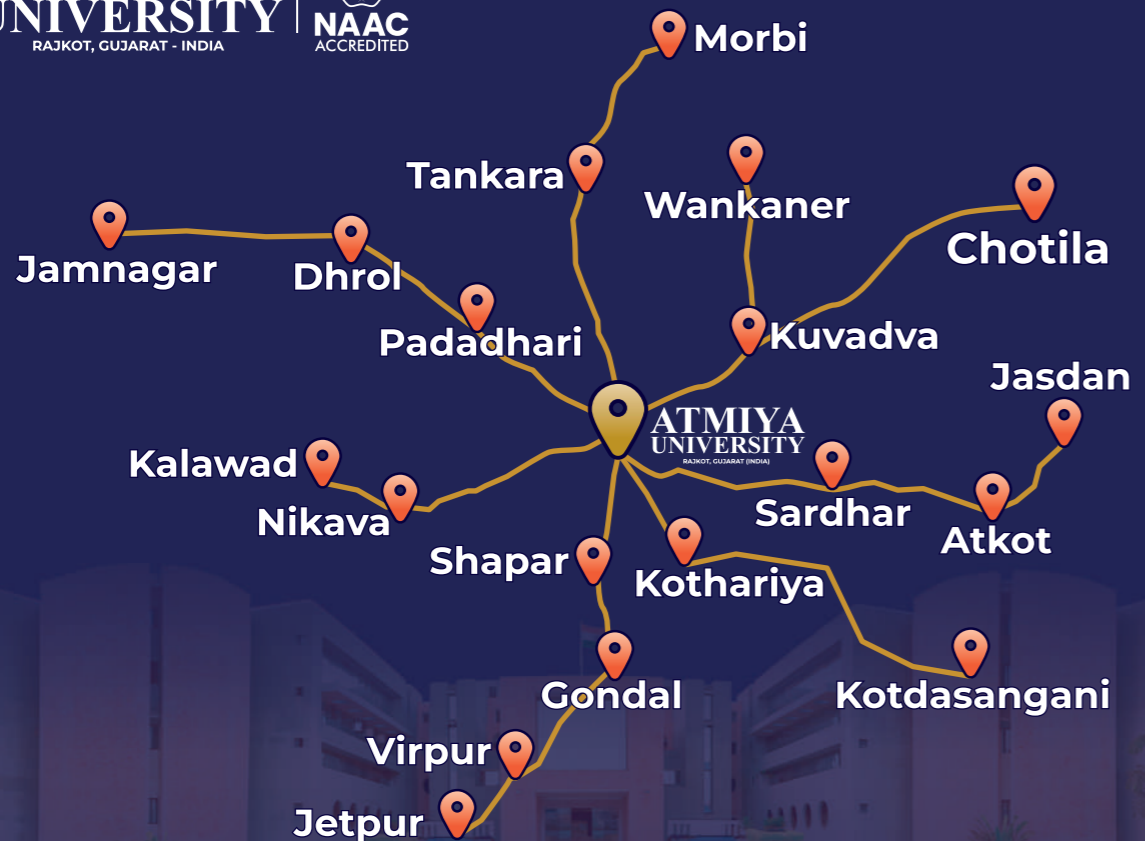 UNIVERSITY
RAJKOT, GUJARAT - INDIA
NAAC
ACCREDITED
Morbi
Tankara
Wankaner
Chotila
Jamnagar
Dhrol
Padadhari
Kuvadva
Jasdan
ATMIYA
UNIVERSITY
RAJKOT, GUJARAT (INDIA)
Kalawad
Nikava
Sardhar
Atkot
Shapar
Kothariya
Gondal
Kotdasangani
Virpur
Jetpur